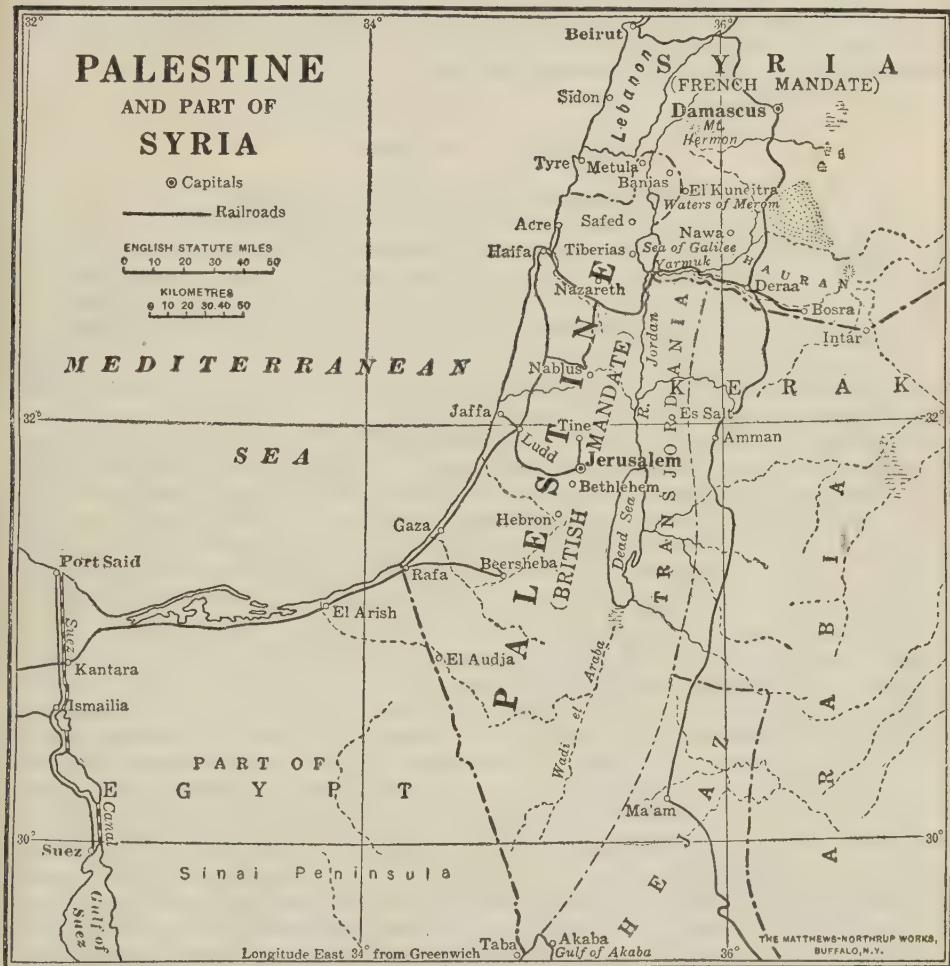 32°
34°
36°
PALESTINE
AND PART OF
SYRIA
Capitals
Railroads
ENGLISH STATUTE MILES
0 10 20 30 40 50
KILOMETRES
0 10 20 30 40 50
Beirut
SYRIA
(FRENCH MANDATE)
Sidon
Lebanon
Damascus
Mt.
Hermon
Tyre
Metula
Banjas
El Kuneitra
Waters of Merom
Acre
Safed
Nawa
Haifa
Tiberias
Sea of Galilee
Yarmuk
HAURAN
Nazareth
Deraa
Bosra
Intar
MEDITERRANEAN
SEA
Nablus
Jordan
R.
KERAK
Jaffa
Es Salt
32°
32°
Tine
Amman
Ludd
Jerusalem
Bethlehem
PALESTINE
(BRITISH MANDATE)
TRANSJORDANIA
Hebron
Dead Sea
Gaza
ARABIA
Port Said
Rafa
Beersheba
El Arish
Suez
Canal
Kantara
El Audja
Wadi el Araba
Ismailia
PART OF
EGYPT
HEJAZ
Ma'am
30°
30°
Suez
Sinai Peninsula
Gulf of
Suez
Taba
Akaba
Gulf of Akaba
Longitude East 34° from Greenwich
36°
THE MATTHEWS-NORTHRUP WORKS,
BUFFALO, N.Y.